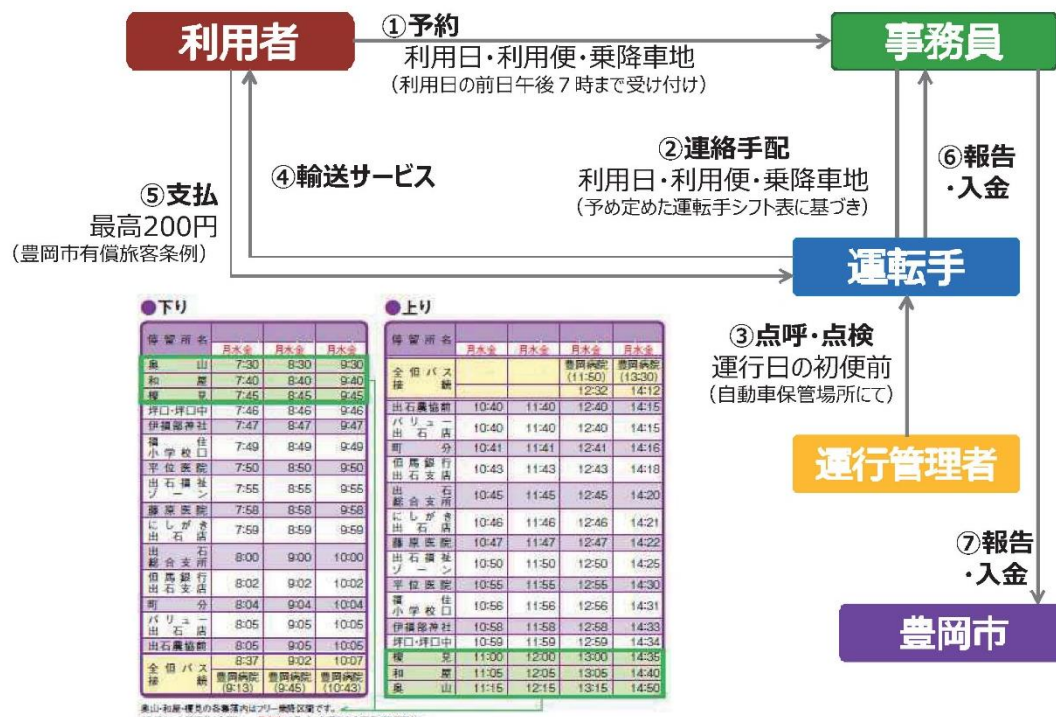 利用者
①予約
利用日・利用便・乗降車地
(利用日の前日午後7時まで受け付け)
事務員
②連絡手配
利用日・利用便・乗降車地
(予め定めた運転手シフト表に基づき)
⑥報告
・入金
④輸送サービス
⑤支払
最高200円
(豊岡市有償旅客条例)
運転手
③点呼・点検
運行日の初便前
(自動車保管場所にて)
運行管理者
⑦報告
・入金
豊岡市
●下り
停留所名 月水金 月水金 月水金
奥山 7:30 8:30 9:30
和屋 7:40 8:40 9:40
榎見 7:45 8:45 9:45
坪口・坪口中 7:46 8:46 9:46
伊福部神社 7:47 8:47 9:47
福住小学校口 7:49 8:49 9:49
平位医院 7:50 8:50 9:50
出石福祉ゾーン 7:55 8:55 9:55
藤原医院 7:58 8:58 9:58
にしがき出石店 7:59 8:59 9:59
出石総合支所 8:00 9:00 10:00
但馬銀行出石支店 8:02 9:02 10:02
町分 8:04 9:04 10:04
バリュー出石店 8:05 9:05 10:05
出石農協前 8:05 9:05 10:05
全但バス接続 8:37 9:02 10:07
豊岡病院 豊岡病院 豊岡病院
(9:13) (9:45) (10:43)
奥山・和屋・榎見の各集落内はフリー乗降区間です。
●上り
停留所名 月水金 月水金 月水金 月水金
全但バス接続 豊岡病院 豊岡病院
(11:50) (13:30)
12:32 14:12
出石農協前 10:40 11:40 12:40 14:15
バリュー出石店 10:40 11:40 12:40 14:15
町分 10:41 11:41 12:41 14:16
但馬銀行出石支店 10:43 11:43 12:43 14:18
出石総合支所 10:45 11:45 12:45 14:20
にしがき出石店 10:46 11:46 12:46 14:21
藤原医院 10:47 11:47 12:47 14:22
出石福祉ゾーン 10:50 11:50 12:50 14:25
平位医院 10:55 11:55 12:55 14:30
福住小学校口 10:56 11:56 12:56 14:31
伊福部神社 10:58 11:58 12:58 14:33
坪口・坪口中 10:59 11:59 12:59 14:34
榎見 11:00 12:00 13:00 14:35
和屋 11:05 12:05 13:05 14:40
奥山 11:15 12:15 13:15 14:50